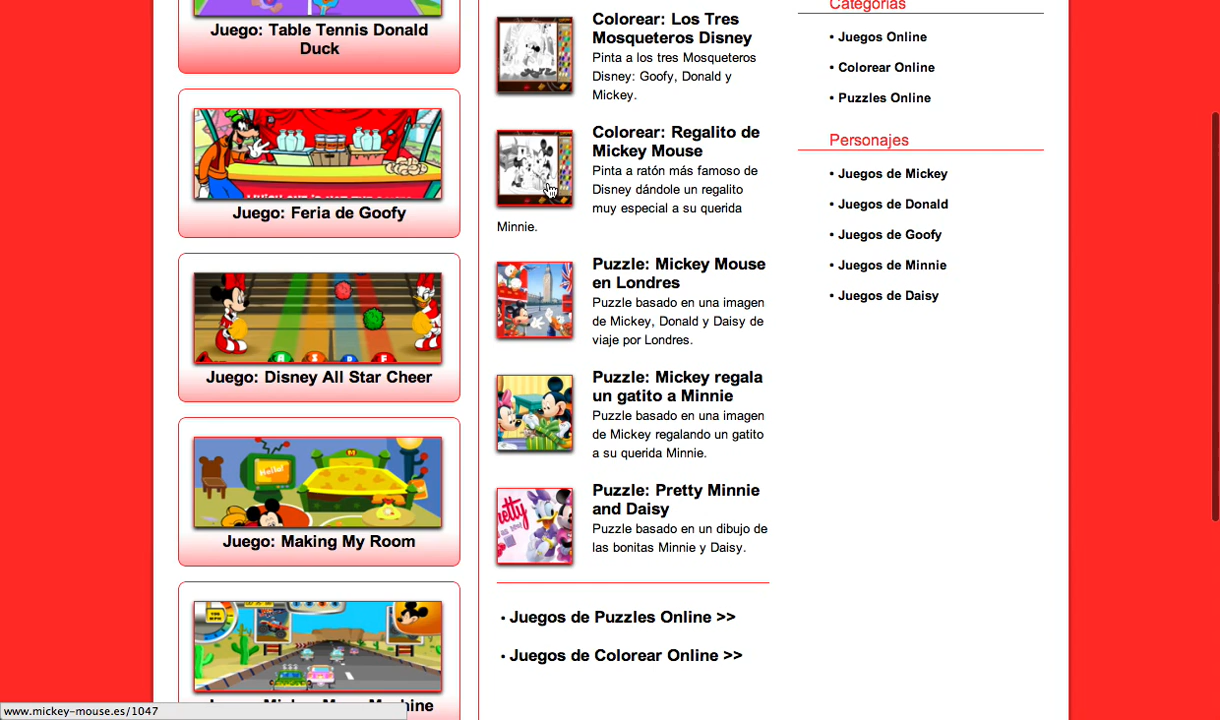 Juego: Table Tennis Donald
Duck
Juego: Feria de Goofy
Juego: Disney All Star Cheer
Hello!
Juego: Making My Room
Colorear: Los Tres
Mosqueteros Disney
Pinta a los tres Mosqueteros
Disney: Goofy, Donald y
Mickey.
Colorear: Regalito de
Mickey Mouse
Pinta a ratón más famoso de
Disney dándole un regalito
muy especial a su querida
Minnie.
Puzzle: Mickey Mouse
en Londres
Puzzle basado en una imagen
de Mickey, Donald y Daisy de
viaje por Londres.
Puzzle: Mickey regala
un gatito a Minnie
Puzzle basado en una imagen
de Mickey regalando un gatito
a su querida Minnie.
Puzzle: Pretty Minnie
and Daisy
Puzzle basado en un dibujo de
las bonitas Minnie y Daisy.
• Juegos de Puzzles Online >>
• Juegos de Colorear Online >>
Categorías
• Juegos Online
• Colorear Online
• Puzzles Online
Personajes
• Juegos de Mickey
• Juegos de Donald
• Juegos de Goofy
• Juegos de Minnie
• Juegos de Daisy
www.mickey-mouse.es/1047